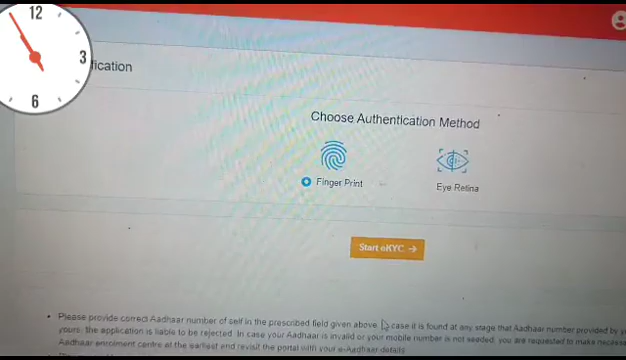 12
3
6
fication
Choose Authentication Method
Finger Print
Eye Retina
Start eKYC →
• Please provide correct Aadhaar number of self in the prescribed field given above. case it is found at any stage that Aadhaar number provided by
yours, the application is liable to be rejected. In case your Aadhaar is invalid or your mobile number is not seeded, you are requested to make
Aadhaar enrolment centre at the earliest and revisit the portal with your e-Aadhaar details